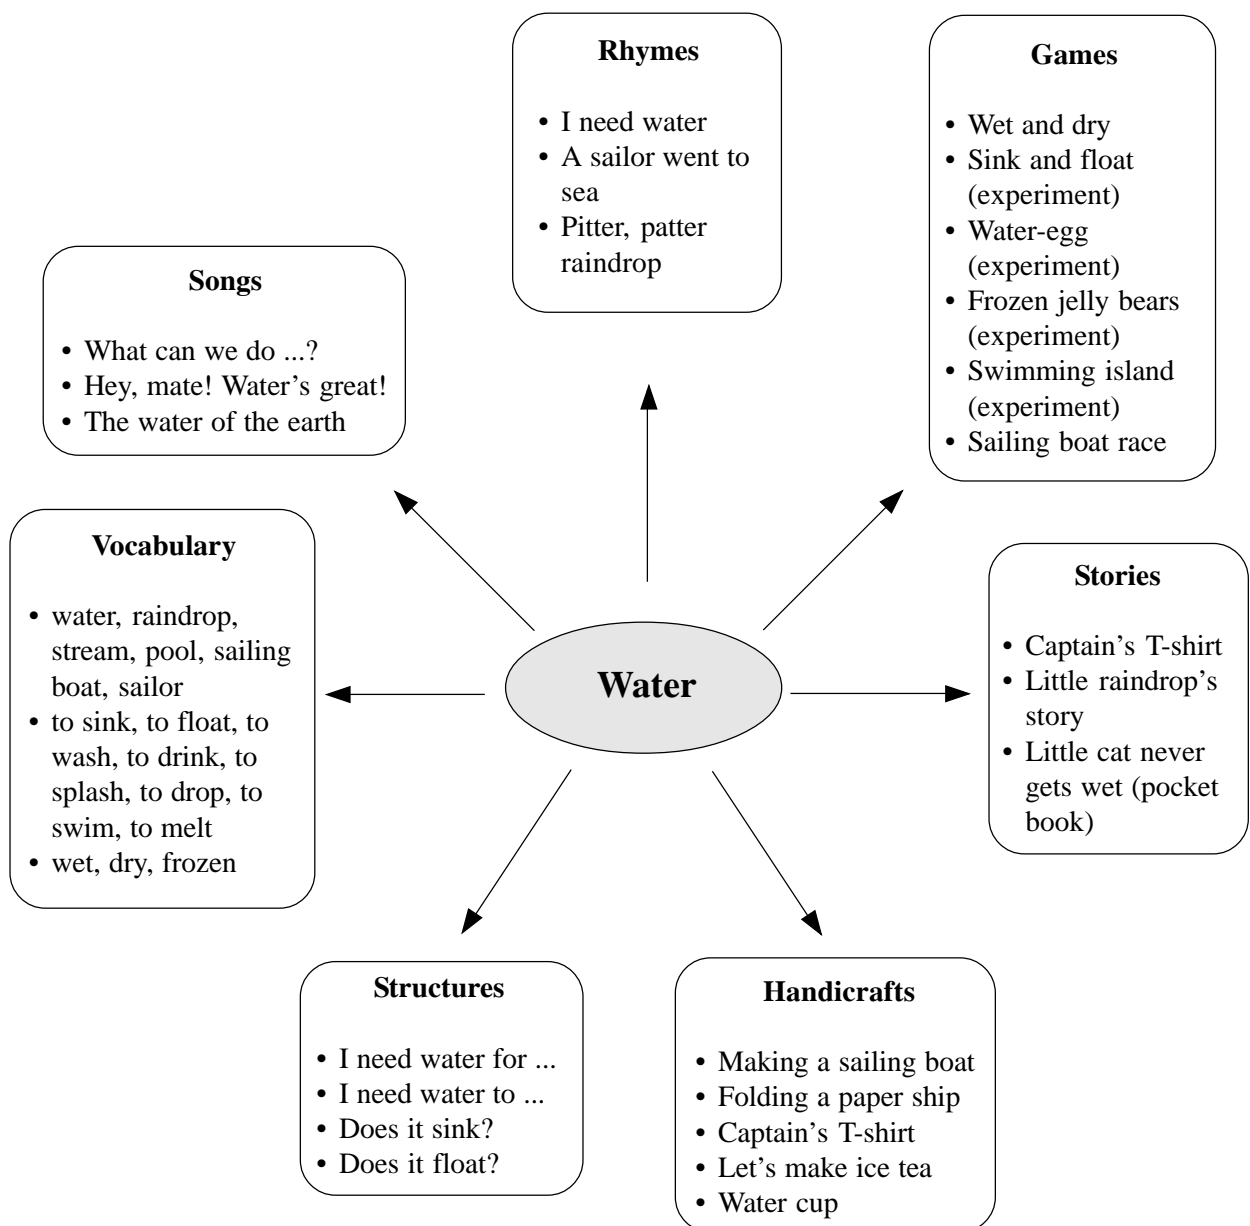 Rhymes
• I need water
• A sailor went to
sea
• Pitter, patter
raindrop
Games
• Wet and dry
• Sink and float
(experiment)
• Water-egg
(experiment)
• Frozen jelly bears
(experiment)
• Swimming island
(experiment)
• Sailing boat race
Songs
• What can we do ...?
• Hey, mate! Water’s great!
• The water of the earth
Vocabulary
• water, raindrop,
stream, pool, sailing
boat, sailor
• to sink, to float, to
wash, to drink, to
splash, to drop, to
swim, to melt
• wet, dry, frozen
Water
Stories
• Captain’s T-shirt
• Little raindrop’s
story
• Little cat never
gets wet (pocket
book)
Structures
• I need water for ...
• I need water to ...
• Does it sink?
• Does it float?
Handicrafts
• Making a sailing boat
• Folding a paper ship
• Captain’s T-shirt
• Let’s make ice tea
• Water cup